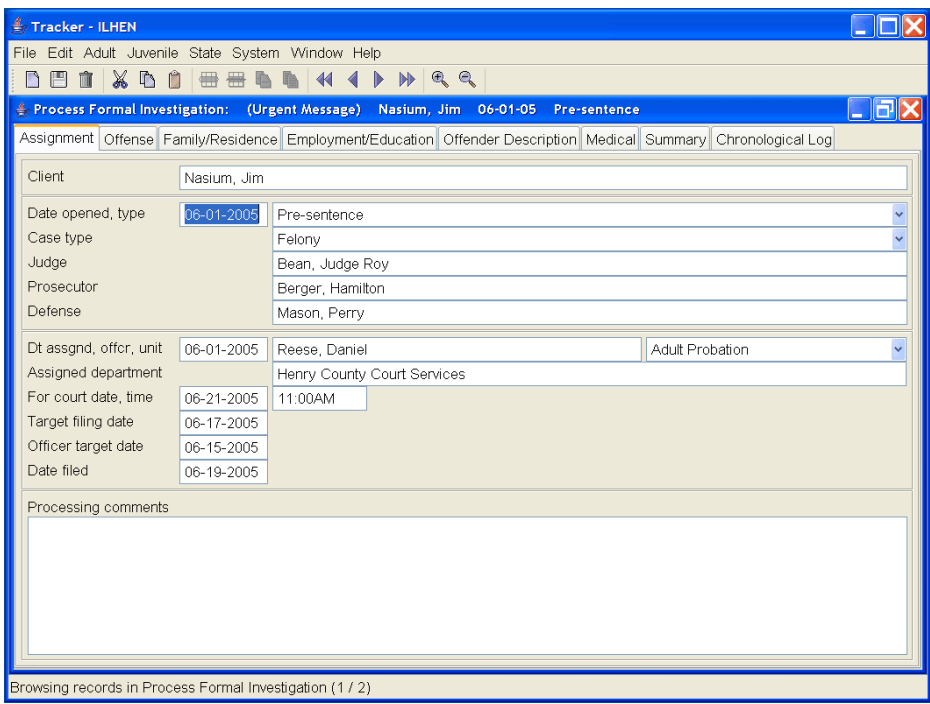 Tracker - ILHEN
File Edit Adult Juvenile State System Window Help
Process Formal Investigation: (Urgent Message) Nasium, Jim 06-01-05 Pre-sentence
Assignment Offense Family/Residence Employment/Education Offender Description Medical Summary Chronological Log
Client Nasium, Jim
Date opened, type 06-01-2005 Pre-sentence
Case type Felony
Judge Bean, Judge Roy
Prosecutor Berger, Hamilton
Defense Mason, Perry
Dt assgnd, offcr, unit 06-01-2005 Reese, Daniel Adult Probation
Assigned department Henry County Court Services
For court date, time 06-21-2005 11:00AM
Target filing date 06-17-2005
Officer target date 06-15-2005
Date filed 06-19-2005
Processing comments
Browsing records in Process Formal Investigation (1 / 2)